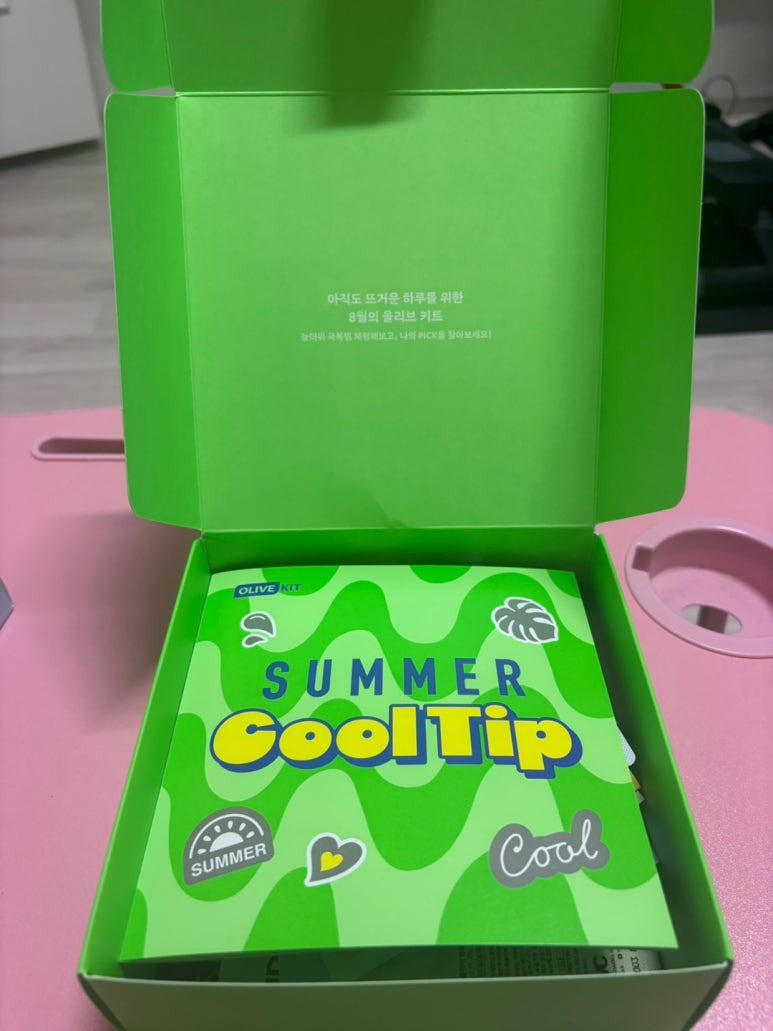 아직도 뜨거운 하루를 위한
8월의 올리브 키트
늦더위 극복템 체험해보고, 나의 PICK을 찾아보세요!
OLIVE KIT
SUMMER
Cool Tip
SUMMER
Cool